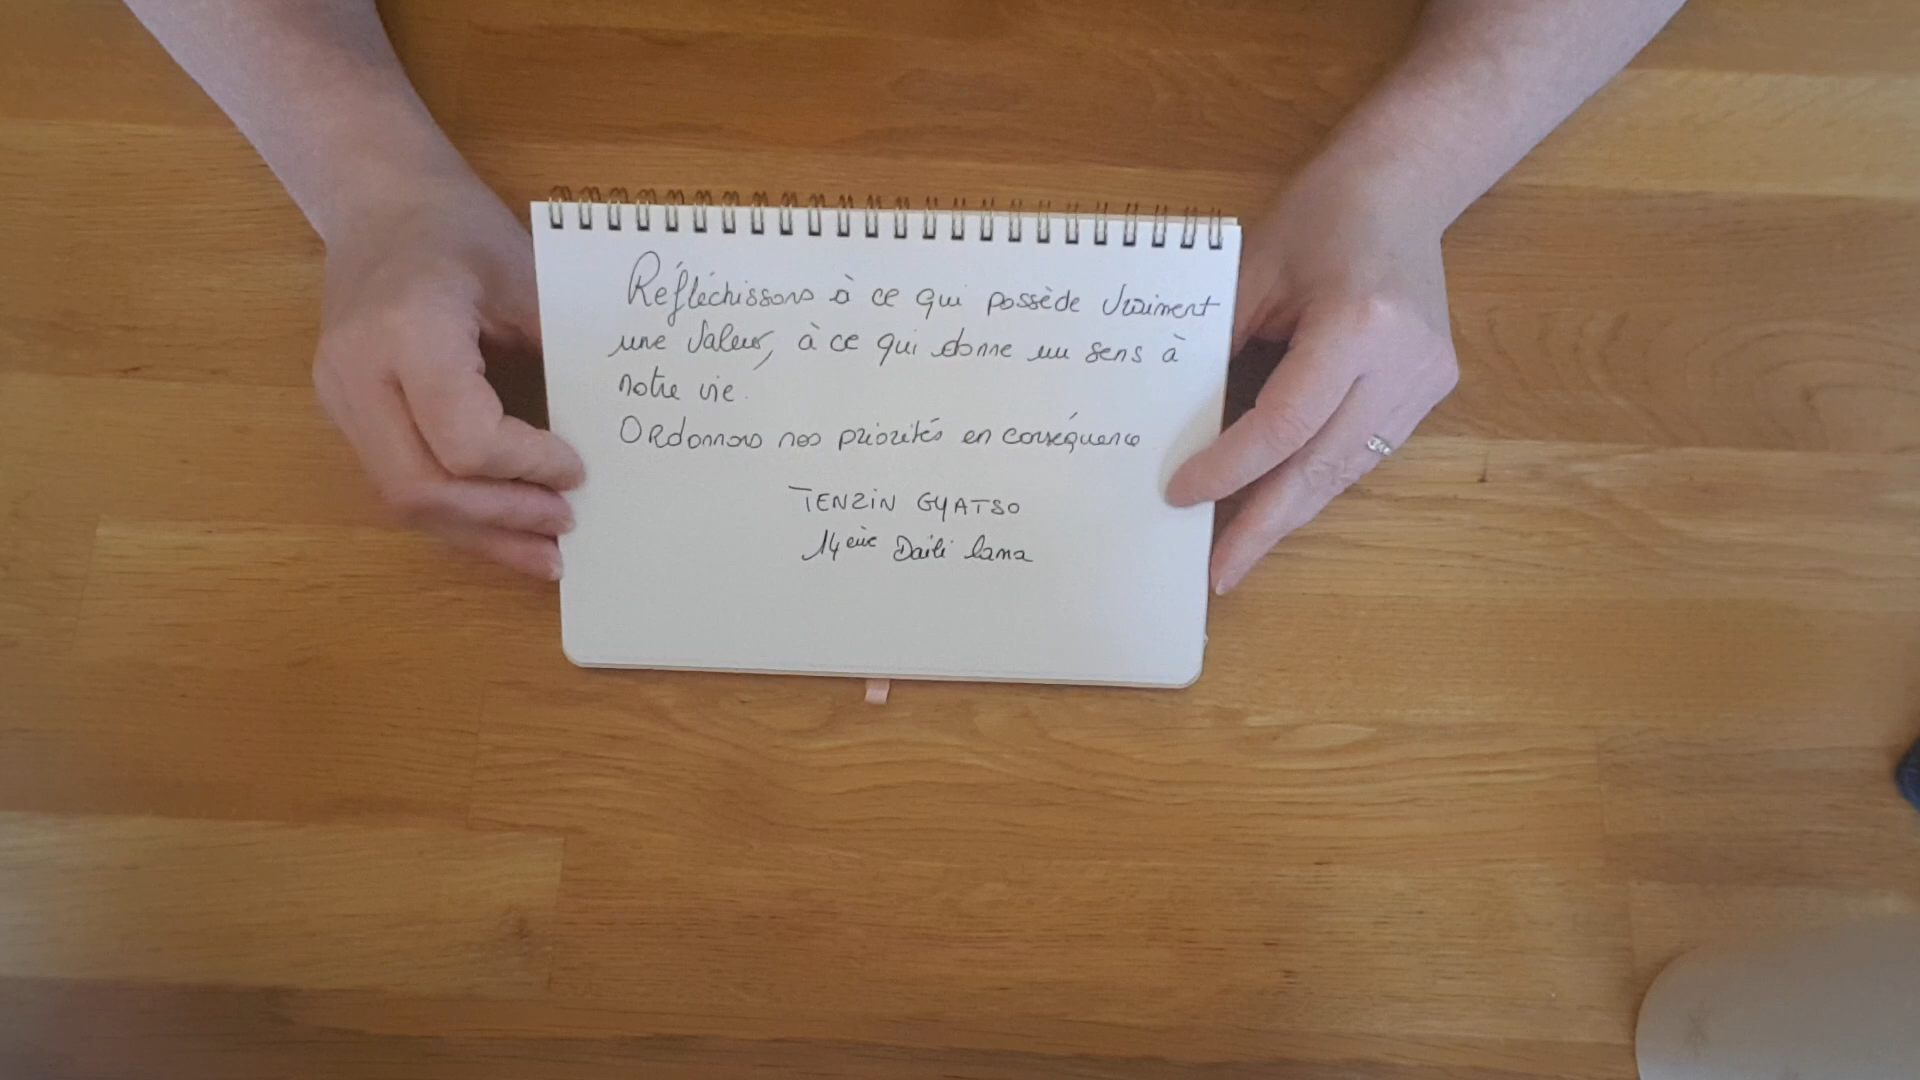 Réfléchissons à ce qui possède vraiment
une valeur, à ce qui donne un sens à
notre vie.
Ordonnons nos priorités en conséquence
TENZIN GYATSO
14ème Daili lama